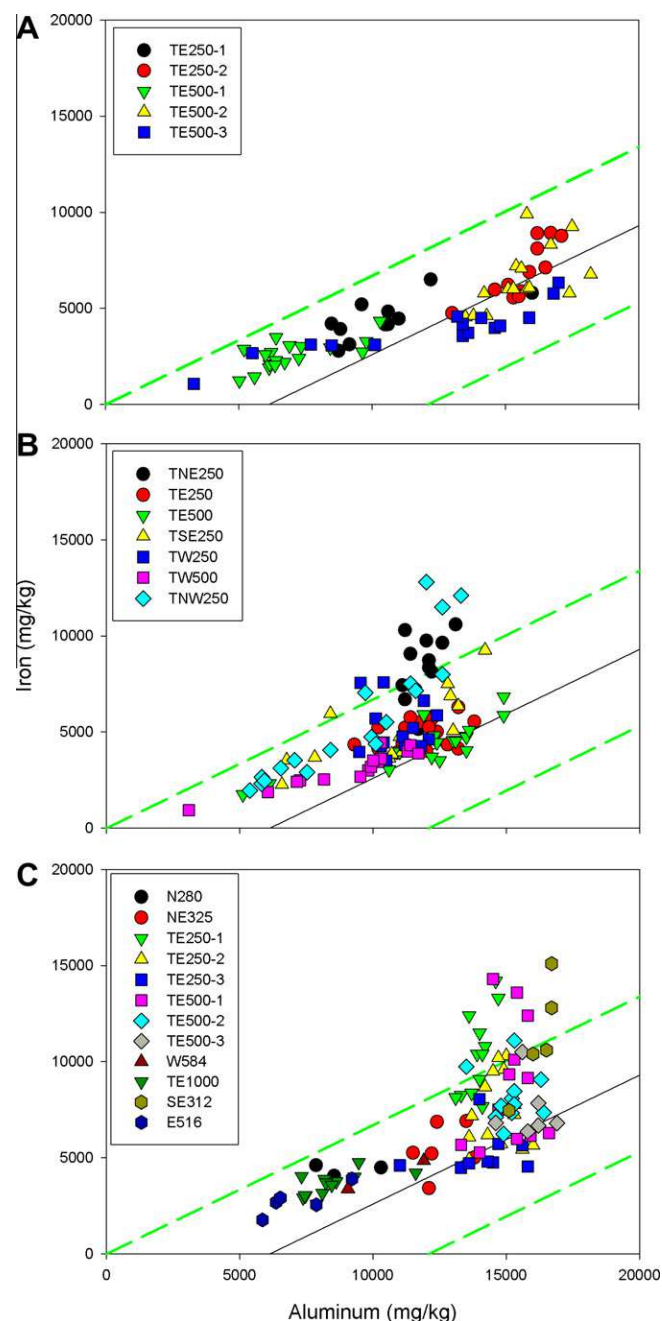 A
20000
15000
10000
5000
0
TE250-1
TE250-2
TE500-1
TE500-2
TE500-3
B
20000
15000
10000
5000
0
TNE250
TE250
TE500
TSE250
TW250
TW500
TNW250
Iron (mg/kg)
C
20000
15000
10000
5000
0
N280
NE325
TE250-1
TE250-2
TE250-3
TE500-1
TE500-2
TE500-3
W584
TE1000
SE312
E516
0 5000 10000 15000 20000
Aluminum (mg/kg)